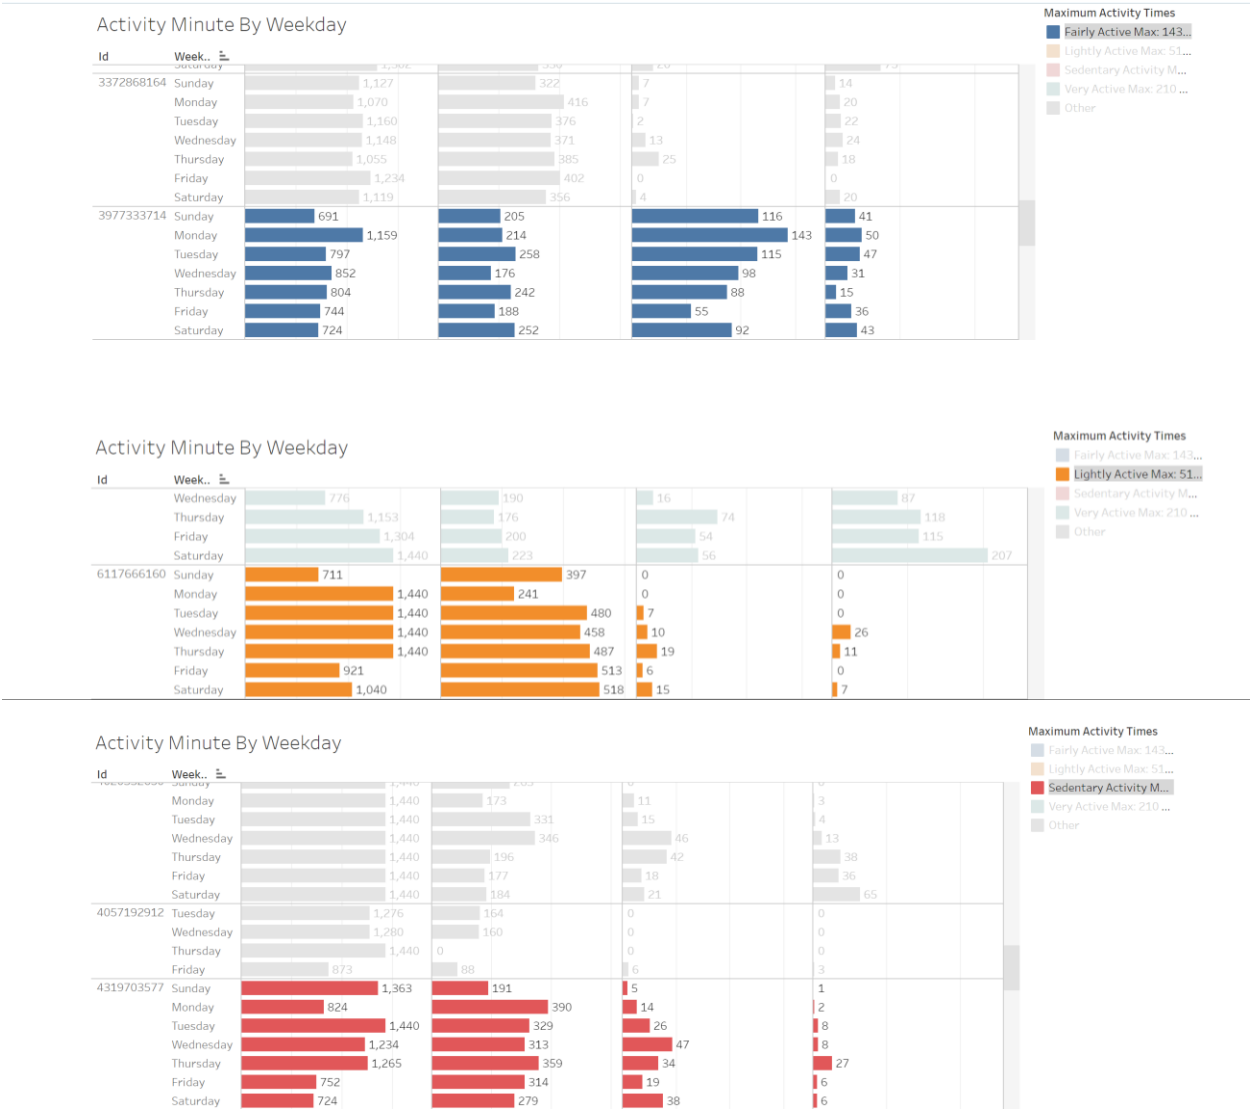 Activity Minute By Weekday
Id Week..
Saturday 1,302 330 20 75
3372868164 Sunday 1,127 322 7 14
Monday 1,070 416 7 20
Tuesday 1,160 376 2 22
Wednesday 1,148 371 13 24
Thursday 1,055 385 25 18
Friday 1,234 402 0 0
Saturday 1,119 356 4 20
3977333714 Sunday 691 205 116 41
Monday 1,159 214 143 50
Tuesday 797 258 115 47
Wednesday 852 176 98 31
Thursday 804 242 88 15
Friday 744 188 55 36
Saturday 724 252 92 43
Maximum Activity Times
Fairly Active Max: 143...
Lightly Active Max: 51...
Sedentary Activity M...
Very Active Max: 210 ...
Other
Activity Minute By Weekday
Id Week..
Wednesday 776 190 16 87
Thursday 1,153 176 74 118
Friday 1,304 200 54 115
Saturday 1,440 223 56 207
6117666160 Sunday 711 397 0 0
Monday 1,440 241 0 0
Tuesday 1,440 480 7 0
Wednesday 1,440 458 10 26
Thursday 1,440 487 19 11
Friday 921 513 6 0
Saturday 1,040 518 15 7
Maximum Activity Times
Fairly Active Max: 143...
Lightly Active Max: 51...
Sedentary Activity M...
Very Active Max: 210 ...
Other
Activity Minute By Weekday
Id Week..
Sunday 1,440
Monday 1,440 173 11 3
Tuesday 1,440 331 15 4
Wednesday 1,440 346 46 13
Thursday 1,440 196 42 38
Friday 1,440 177 18 36
Saturday 1,440 184 21 65
4057192912 Tuesday 1,276 164 0 0
Wednesday 1,280 160 0 0
Thursday 1,440 0 0 0
Friday 873 88 6 3
4319703577 Sunday 1,363 191 5 1
Monday 824 390 14 2
Tuesday 1,440 329 26 8
Wednesday 1,234 313 47 8
Thursday 1,265 359 34 27
Friday 752 314 19 6
Saturday 724 279 38 6
Maximum Activity Times
Fairly Active Max: 143...
Lightly Active Max: 51...
Sedentary Activity M...
Very Active Max: 210 ...
Other